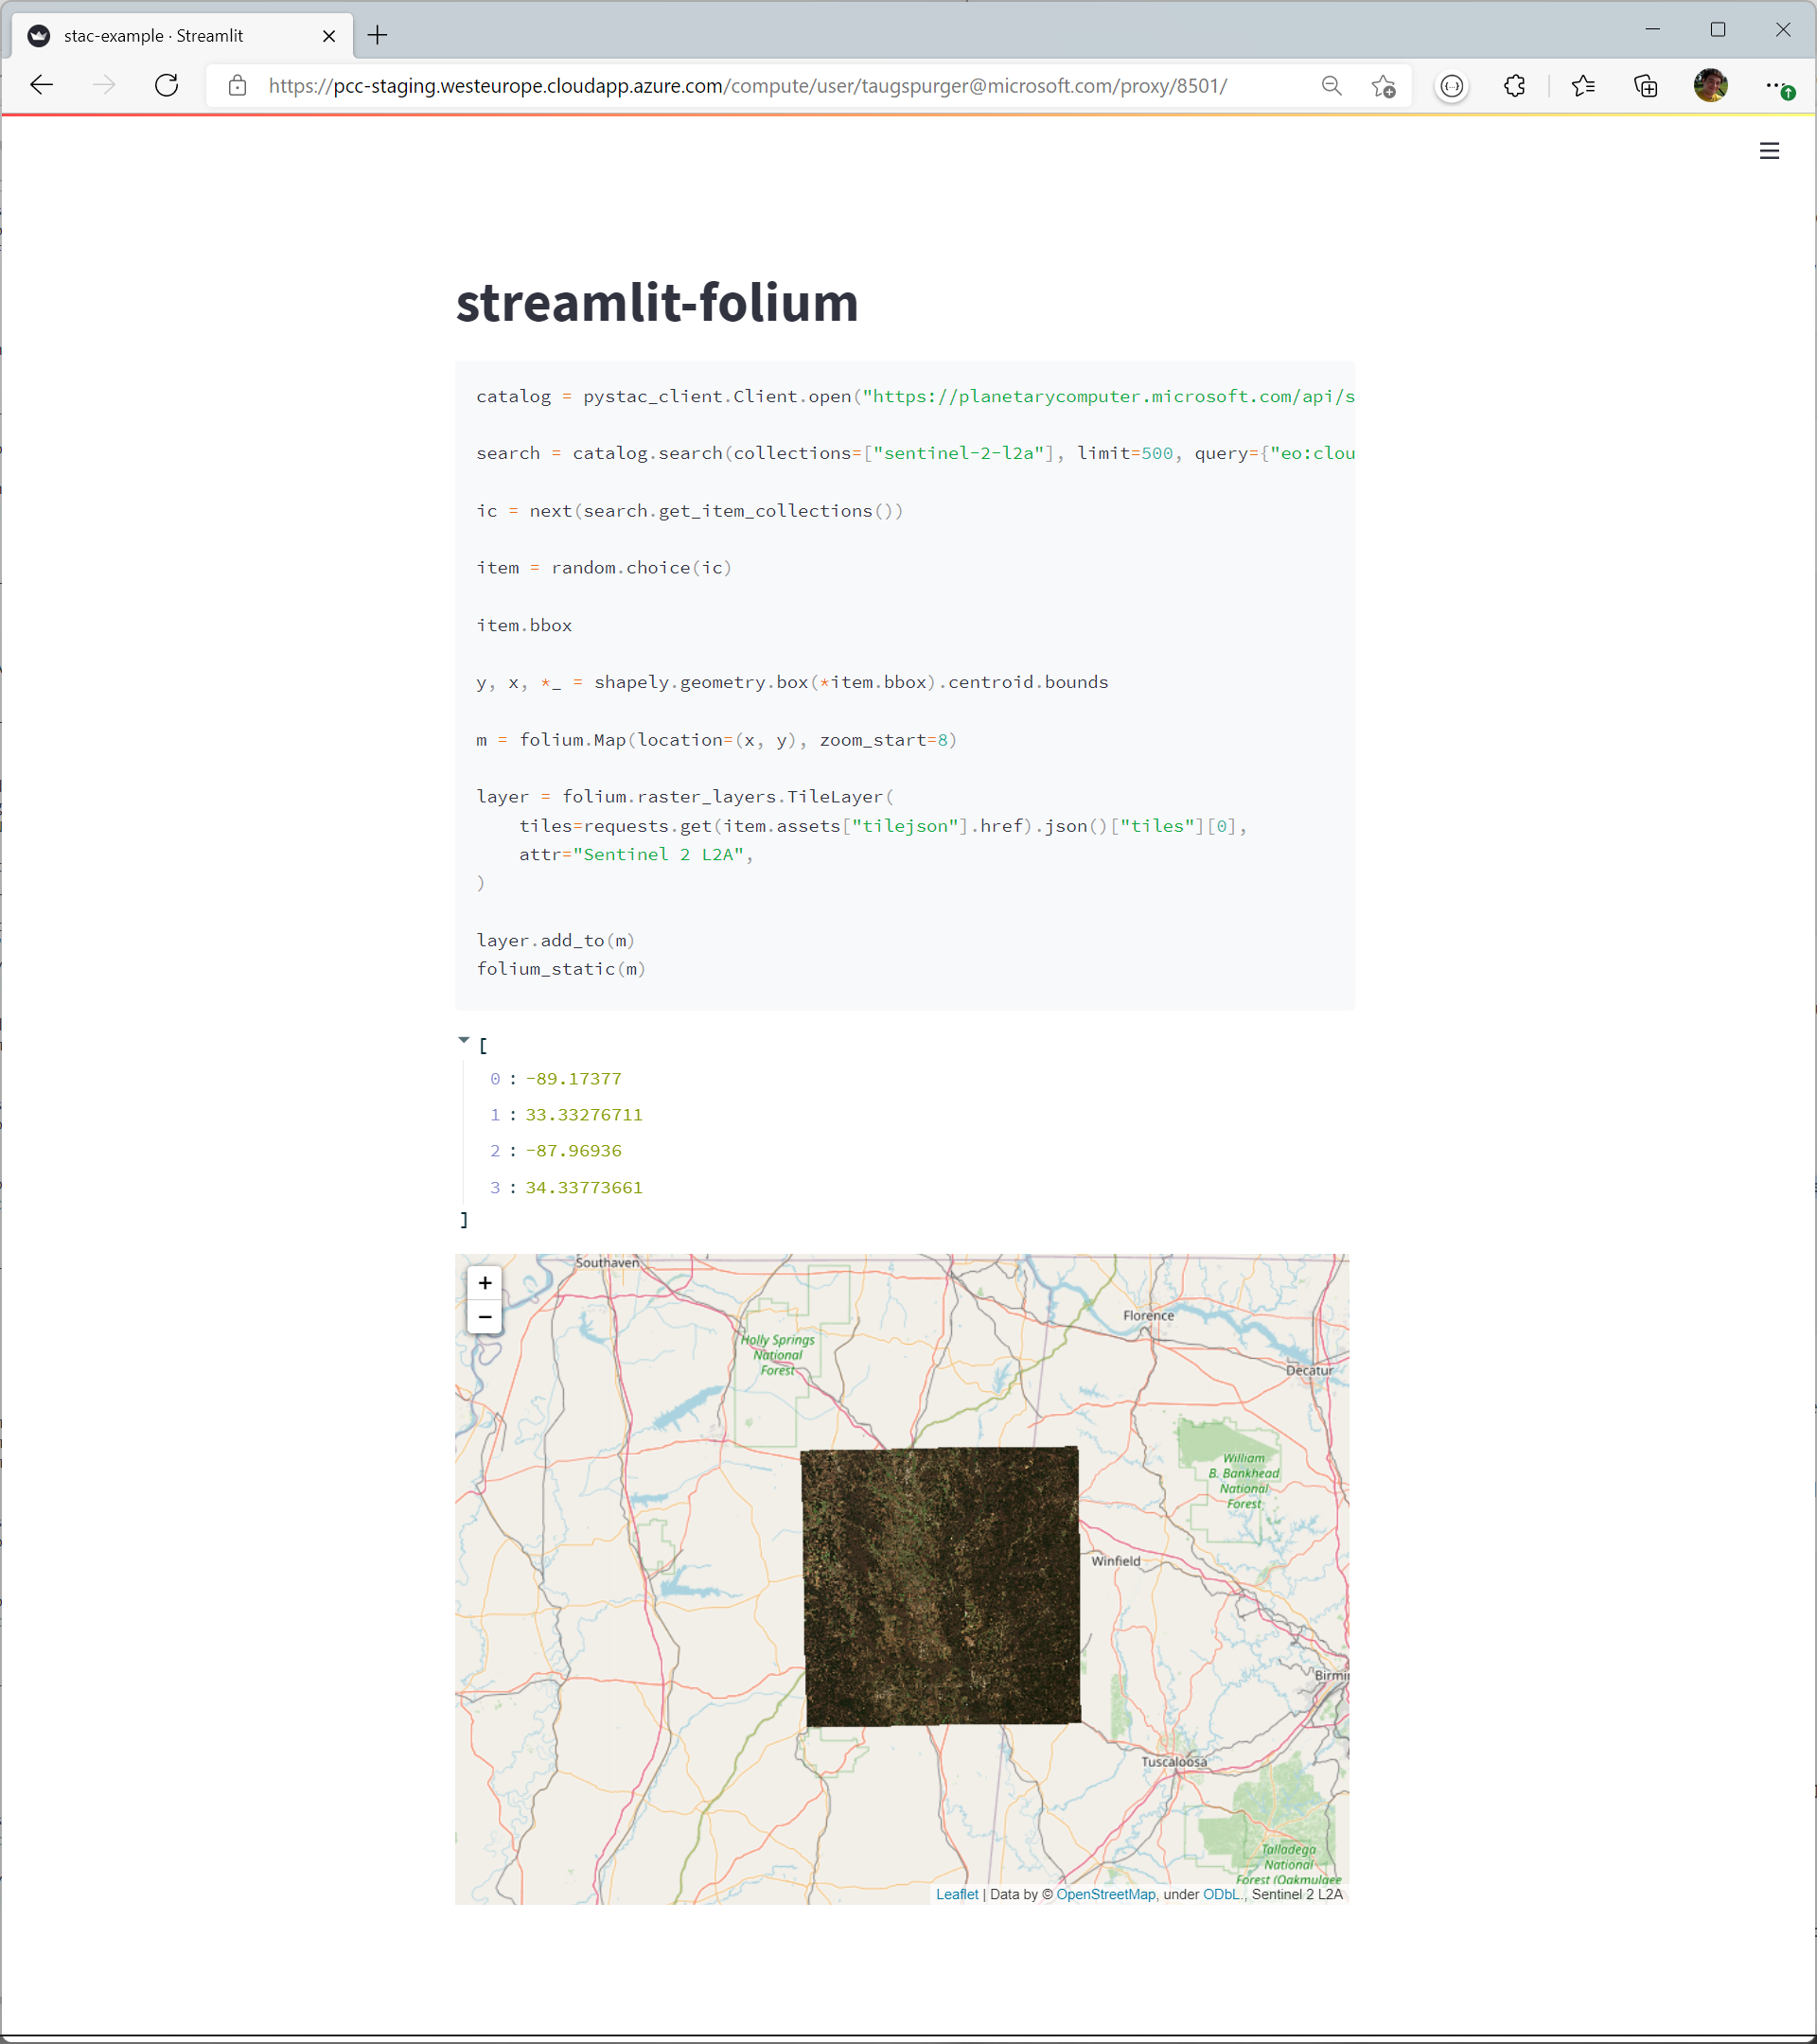 stac-example · Streamlit
https://pcc-staging.westeurope.cloudapp.azure.com/compute/user/taugspurger@microsoft.com/proxy/8501/
streamlit-folium
catalog = pystac_client.Client.open("https://planetarycomputer.microsoft.com/api/s
search = catalog.search(collections=["sentinel-2-l2a"], limit=500, query={"eo:clou
ic = next(search.get_item_collections())
item = random.choice(ic)
item.bbox
y, x, *_ = shapely.geometry.box(*item.bbox).centroid.bounds
m = folium.Map(location=(x, y), zoom_start=8)
layer = folium.raster_layers.TileLayer(
    tiles=requests.get(item.assets["tilejson"].href).json()["tiles"][0],
    attr="Sentinel 2 L2A",
)
layer.add_to(m)
folium_static(m)
[
0 : -89.17377
1 : 33.33276711
2 : -87.96936
3 : 34.33773661
]
Southaven
+
−
Florence
Holly Springs
National
Forest
Decatur
William
B. Bankhead
National
Forest
Winfield
Birmi
Tuscaloosa
Talladega
National
Forest (Oakmulgee
Leaflet | Data by © OpenStreetMap, under ODbL., Sentinel 2 L2A